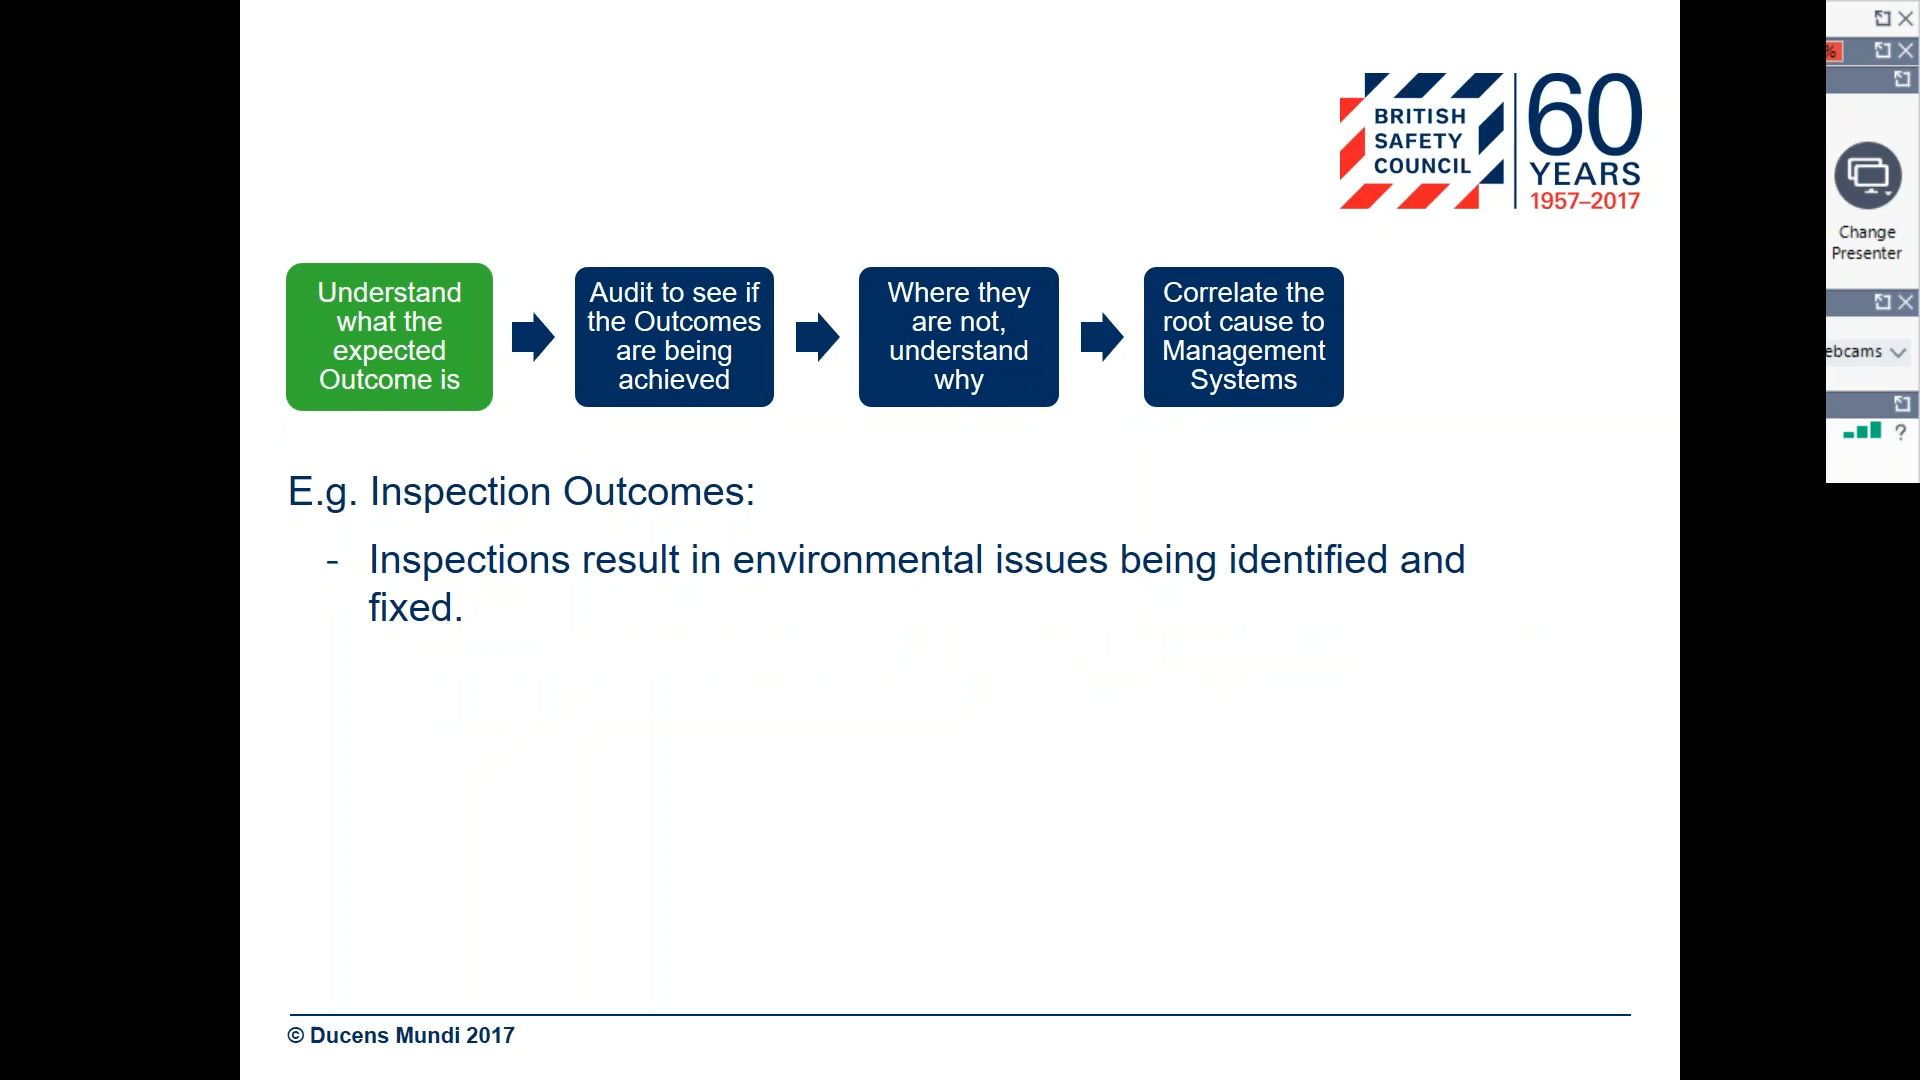 BRITISH
SAFETY
COUNCIL
60
YEARS
1957–2017
Understand
what the
expected
Outcome is
Audit to see if
the Outcomes
are being
achieved
Where they
are not,
understand
why
Correlate the
root cause to
Management
Systems
E.g. Inspection Outcomes:
- Inspections result in environmental issues being identified and
fixed.
© Ducens Mundi 2017
%
Change
Presenter
ebcams
?